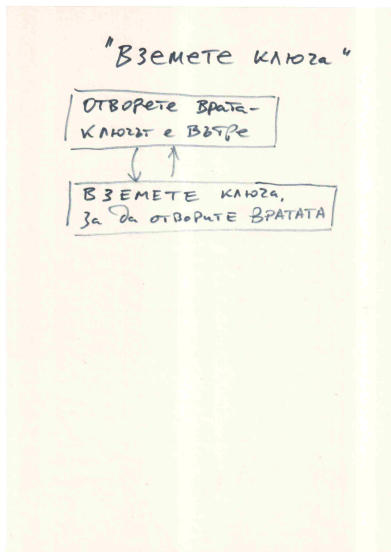 "Вземете ключа"
Отворете врата-
ключът е вътре
Вземете ключа,
за да отворите вратата